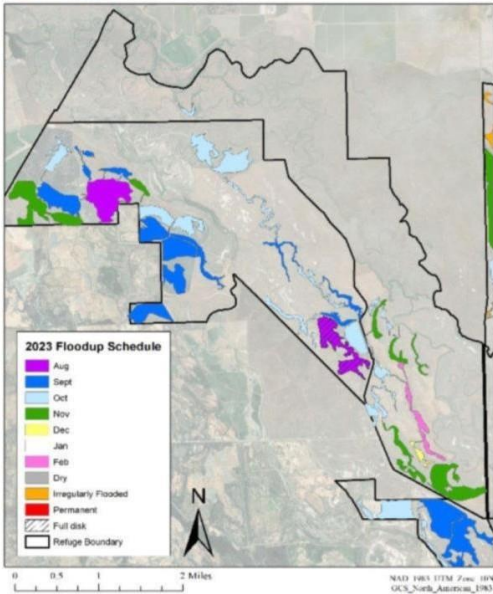 2023 Floodup Schedule
Aug
Sept
Oct
Nov
Dec
Jan
Feb
Dry
Irregularly Flooded
Permanent
Full disk
Refuge Boundary
N
0 0.5 1 2 Miles
NAD 1983 UTM Zone
GCS_North_American_1983